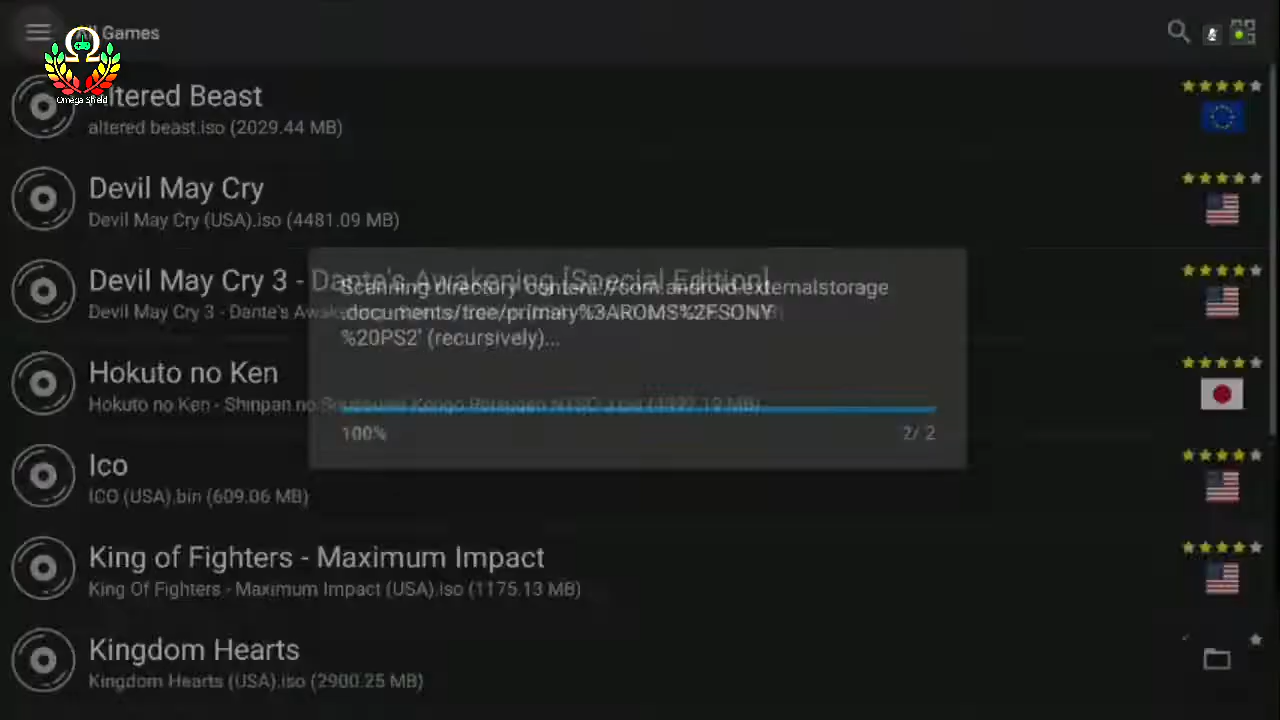 All Games
Omega Shield
Altered Beast
altered beast.iso (2029.44 MB)
Devil May Cry
Devil May Cry (USA).iso (4481.09 MB)
Devil May Cry 3 - Dante's Awakening [Special Edition]
Devil May Cry 3 - Dante's
Scanning directory 'content://com.android.externalstorage
.documents/tree/primary%3AROMS%2FSONY
%20PS2' (recursively)...
Hokuto no Ken
Hokuto no Ken - Shinpan no
100%
2/ 2
Ico
ICO (USA).bin (609.06 MB)
King of Fighters - Maximum Impact
King Of Fighters - Maximum Impact (USA).iso (1175.13 MB)
Kingdom Hearts
Kingdom Hearts (USA).iso (2900.25 MB)